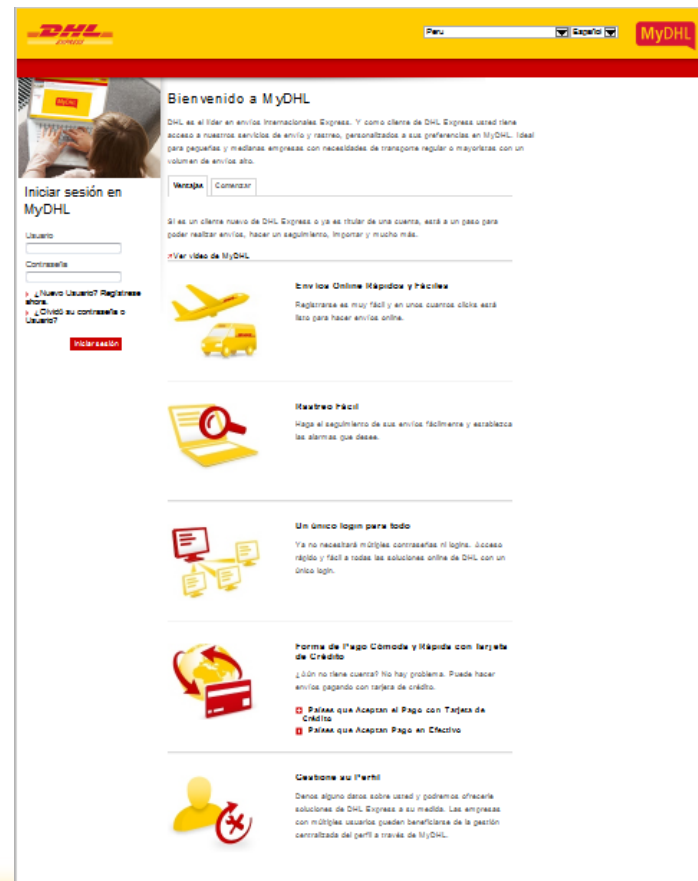 DHL
EXPRESS
Peru
Español
MyDHL
Bienvenido a MyDHL
DHL es el líder en envíos Internacionales Express. Y como cliente de DHL Express usted tiene
acceso a nuestros servicios de envío y rastreo, personalizados a sus preferencias en MyDHL. Ideal
para pequeñas y medianas empresas con necesidades de transporte regular o mayoristas con un
volumen de envíos alto.
Ventajas
Comenzar
Si es un cliente nuevo de DHL Express o ya es titular de una cuenta, está a un paso para
poder realizar envíos, hacer un seguimiento, Importar y mucho más.
Ver video de MyDHL
Iniciar sesión en
MyDHL
Usuario
Contraseña
¿Nuevo Usuario? Regístrese
ahora.
¿Olvidó su contraseña o
Usuario?
Iniciar sesión
Envíos Online Rápidos y Fáciles
Registrarse es muy fácil y en unos cuantos clicks está
listo para hacer envíos online.
Rastreo Fácil
Haga el seguimiento de sus envíos fácilmente y establezca
las alarmas que desee.
Un único login para todo
Ya no necesitará múltiples contraseñas ni logins. Acceso
rápido y fácil a todas las soluciones online de DHL con un
único login.
Forma de Pago Cómoda y Rápida con Tarjeta
de Crédito
¿Aún no tiene cuenta? No hay problema. Puede hacer
envíos pagando con tarjeta de crédito.
Países que Aceptan el Pago con Tarjeta de
Crédito
Países que Aceptan Pago en Efectivo
Gestione su Perfil
Denos alguno datos sobre usted y podremos ofrecerle
soluciones de DHL Express a su medida. Las empresas
con múltiples usuarios pueden beneficiarse de la gestión
centralizada del perfil a través de MyDHL.